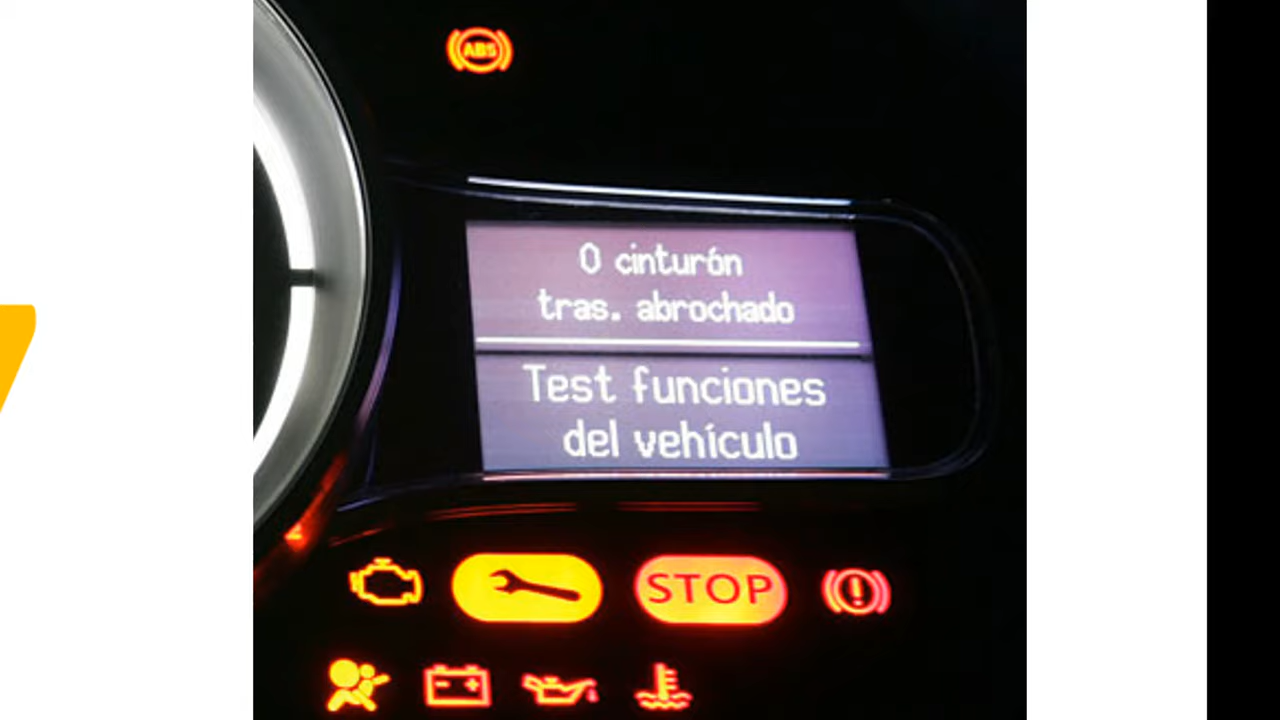 ABS
0 cinturón
tras. abrochado
Test funciones
del vehículo
STOP